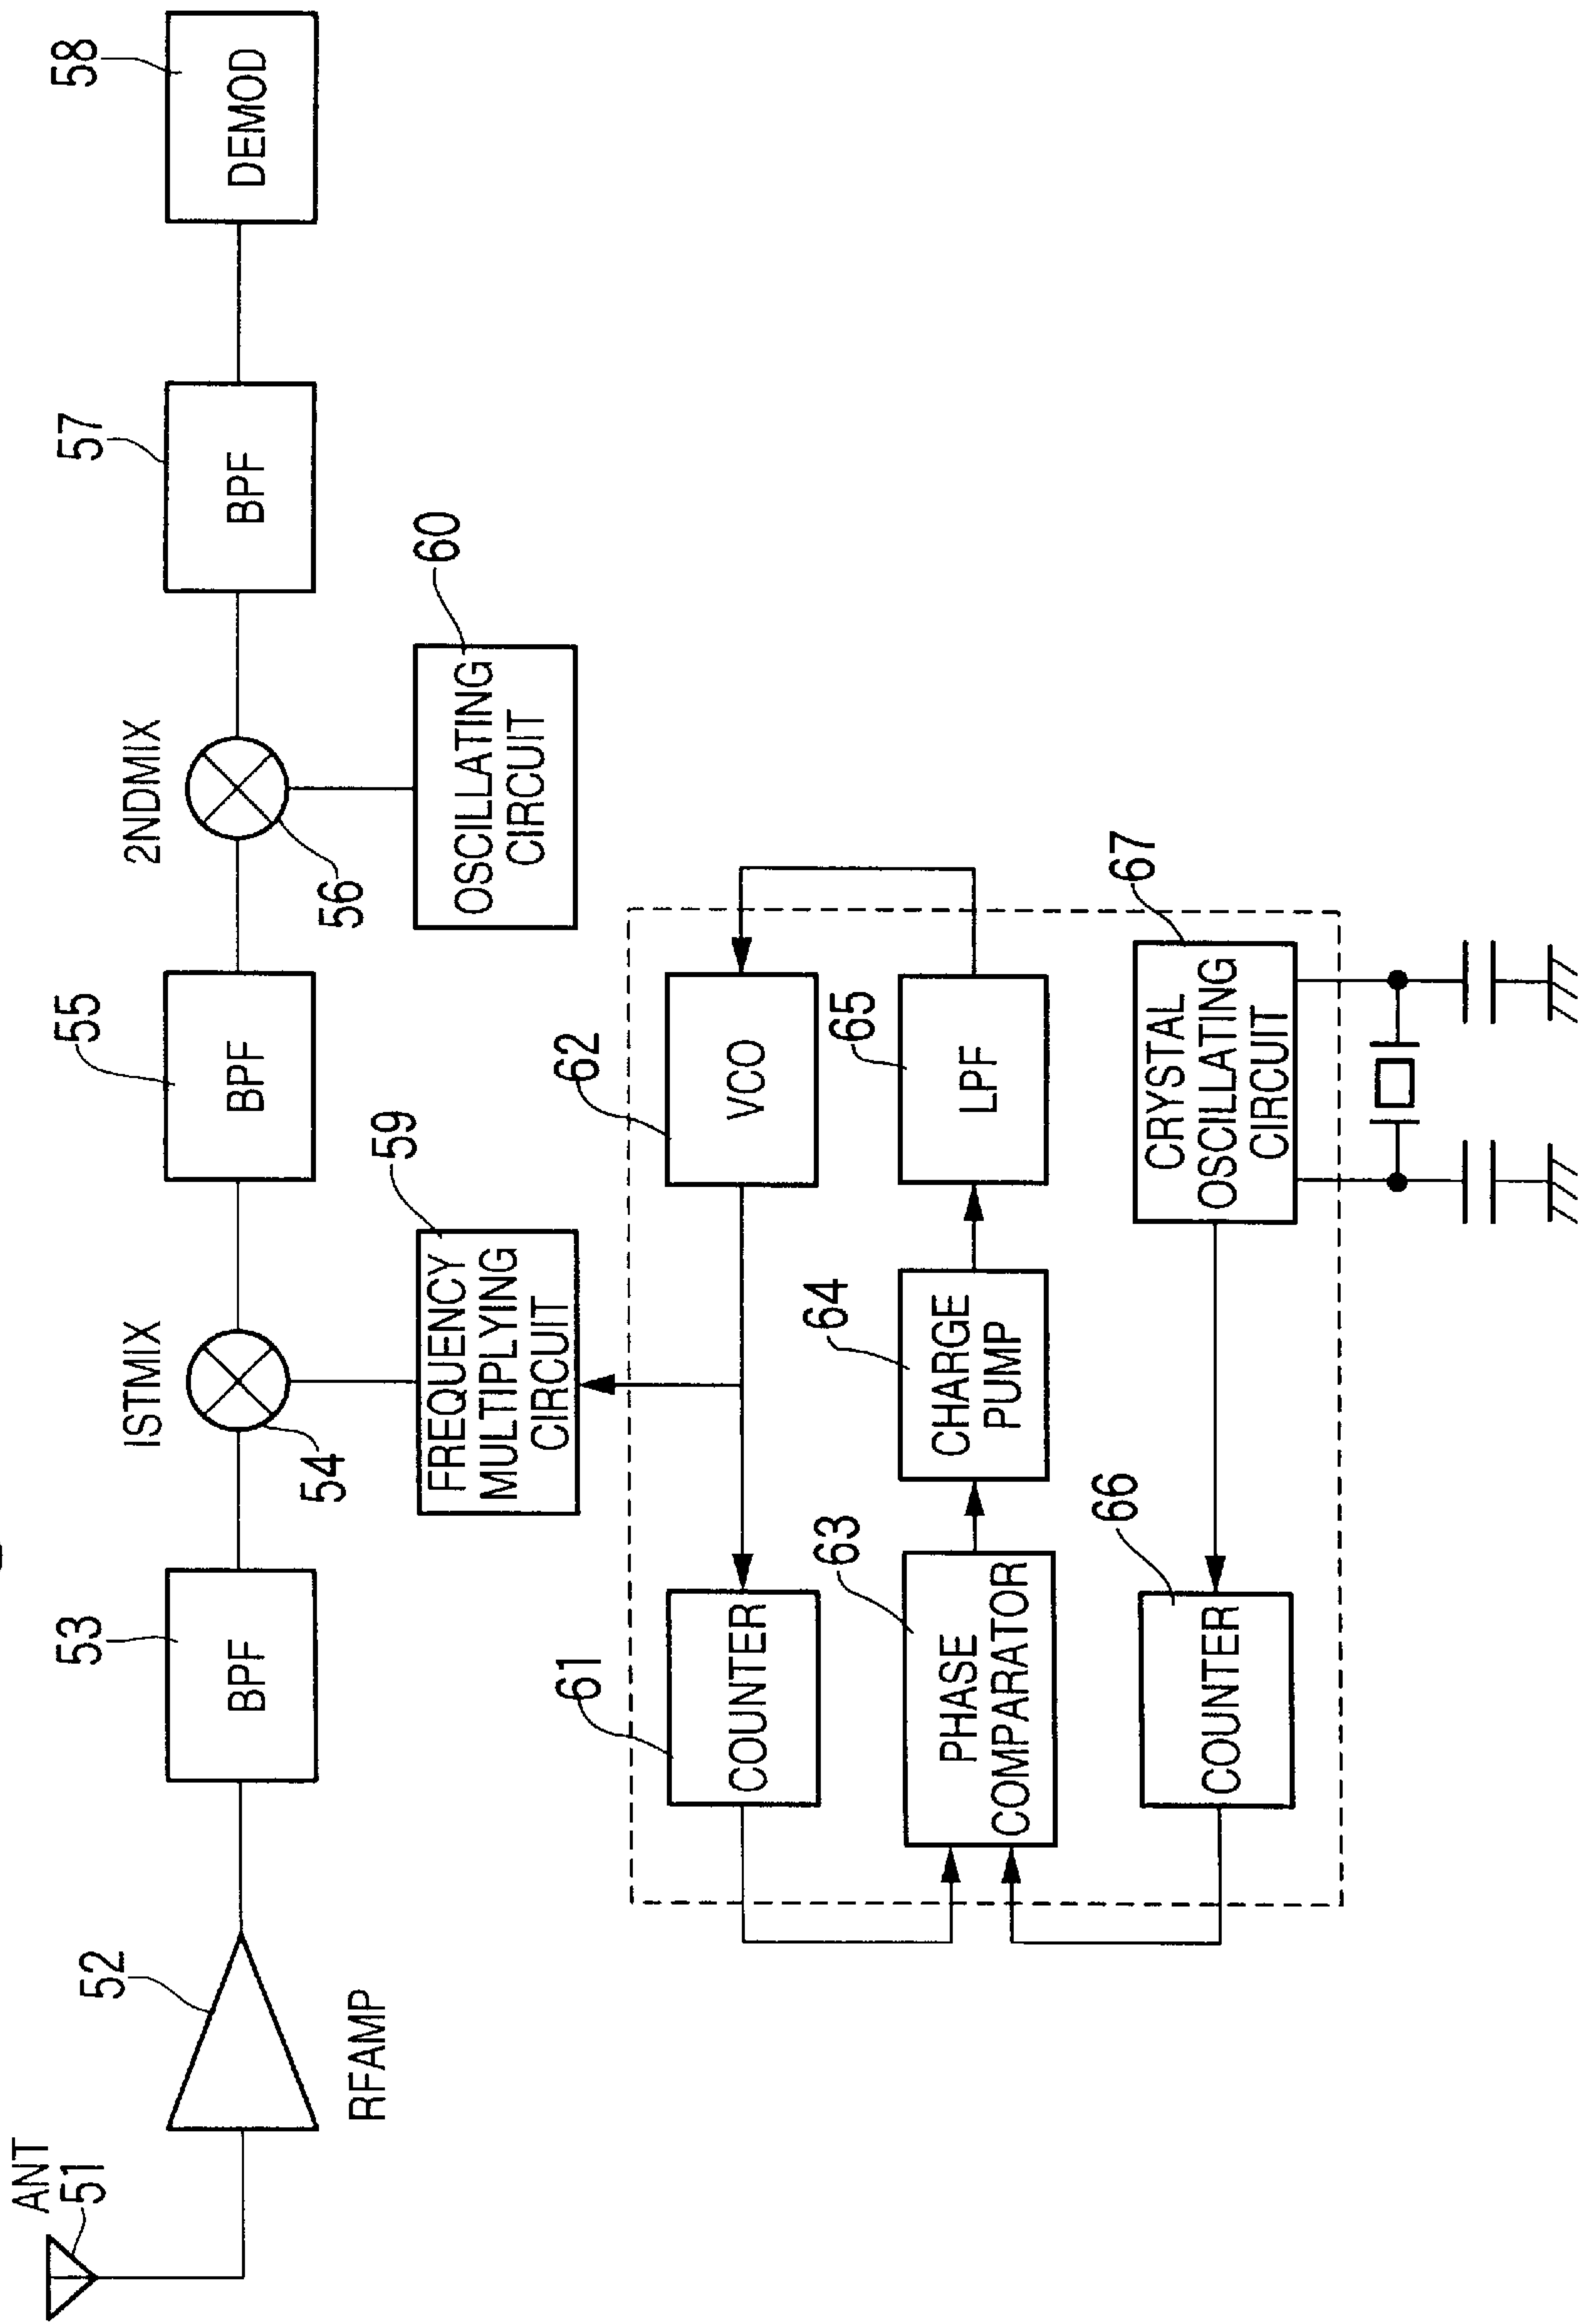 ANT
51
52
RFAMP
53
BPF
1STMIX
54
55
BPF
2NDMIX
56
57
BPF
58
DEMOD
59
FREQUENCY
MULTIPLYING
CIRCUIT
60
OSCILLATING
CIRCUIT
61
COUNTER
62
VCO
63
PHASE
COMPARATOR
64
CHARGE
PUMP
65
LPF
66
COUNTER
67
CRYSTAL
OSCILLATING
CIRCUIT